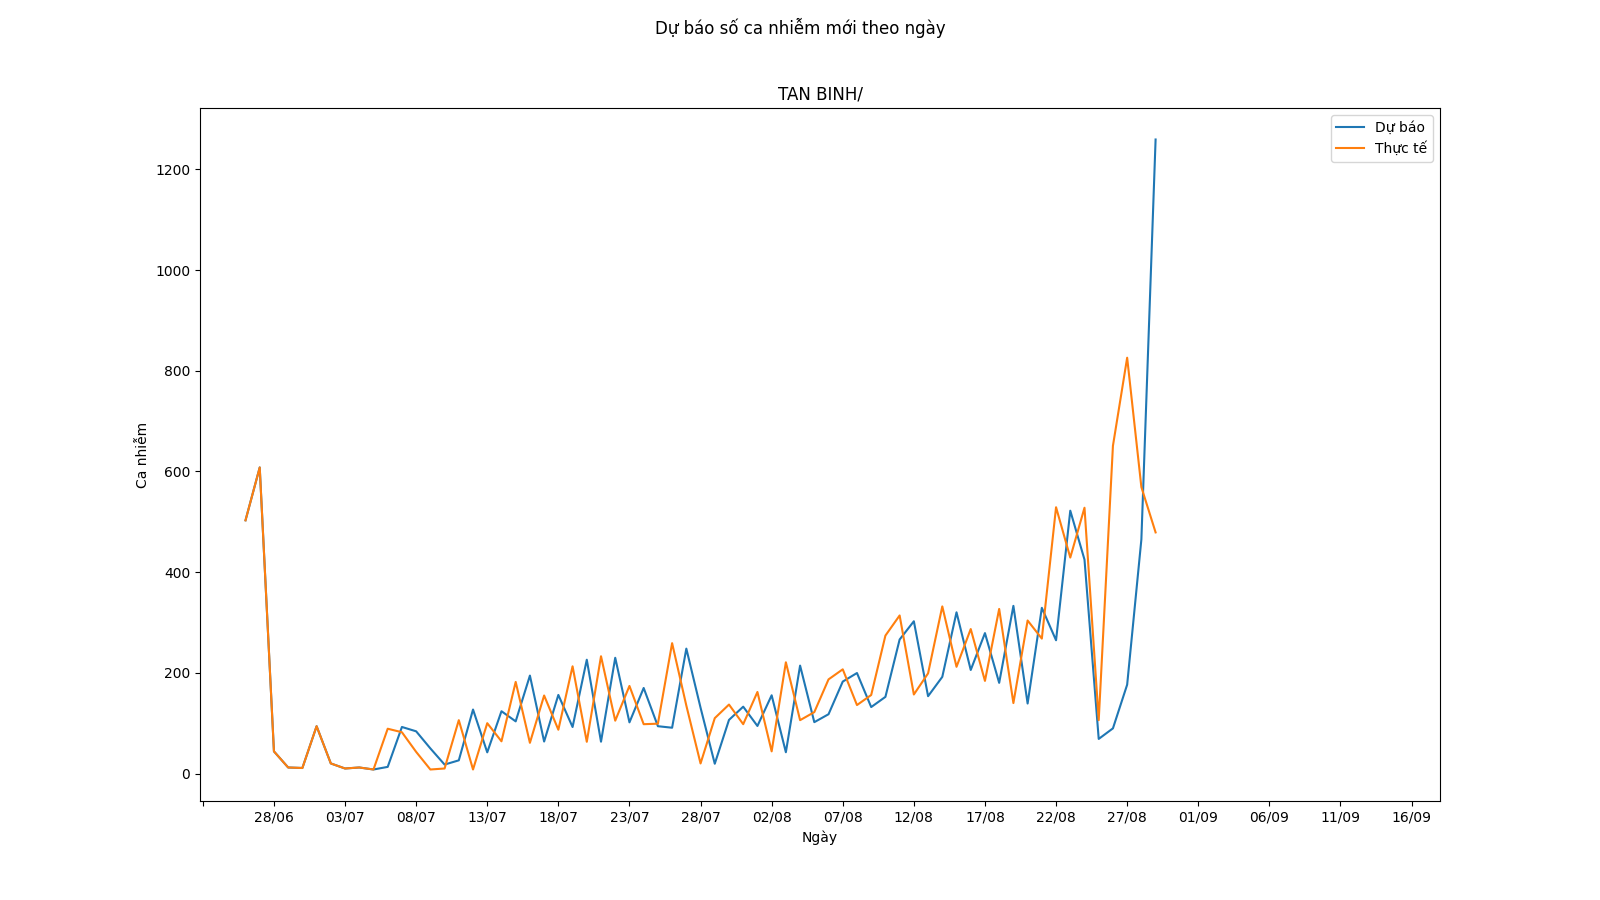 Dự báo số ca nhiễm mới theo ngày
TAN BINH/
Dự báo
Thực tế
1200
1000
800
600
400
200
0
Ca nhiễm
28/06 03/07 08/07 13/07 18/07 23/07 28/07 02/08 07/08 12/08 17/08 22/08 27/08 01/09 06/09 11/09 16/09
Ngày